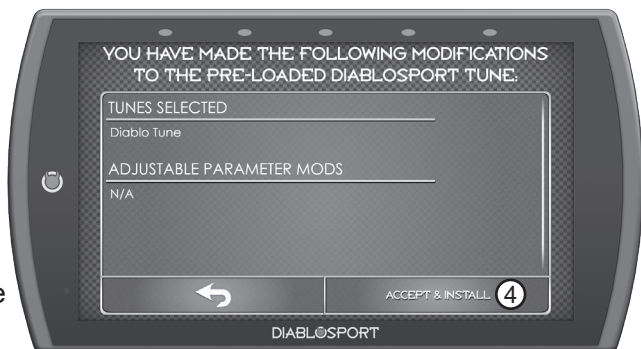 YOU HAVE MADE THE FOLLOWING MODIFICATIONS
TO THE PRE-LOADED DIABLOSPORT TUNE:
TUNES SELECTED
Diablo Tune
ADJUSTABLE PARAMETER MODS
N/A
e
ACCEPT & INSTALL 4
DIABLOSPORT